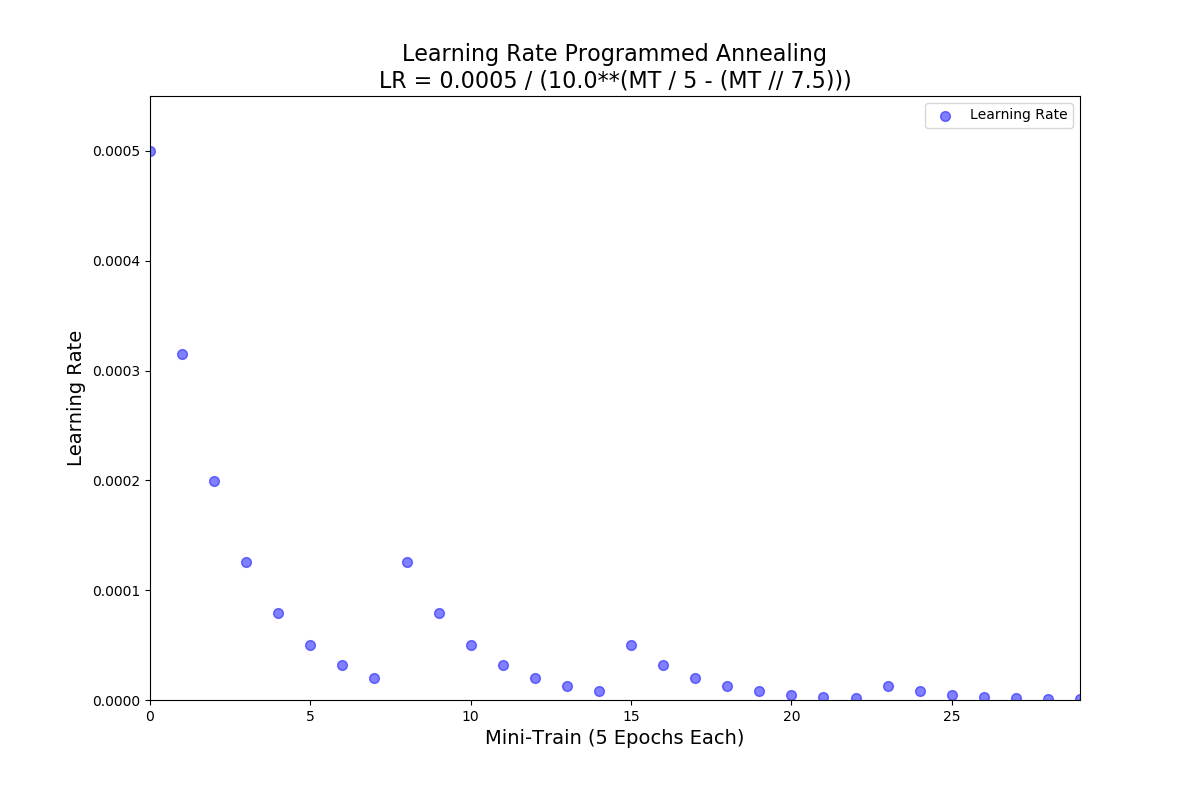 Learning Rate Programmed Annealing
LR = 0.0005 / (10.0**(MT / 5 - (MT // 7.5)))
Learning Rate
0.0005
0.0004
0.0003
0.0002
0.0001
0.0000
Learning Rate
0 5 10 15 20 25
Mini-Train (5 Epochs Each)